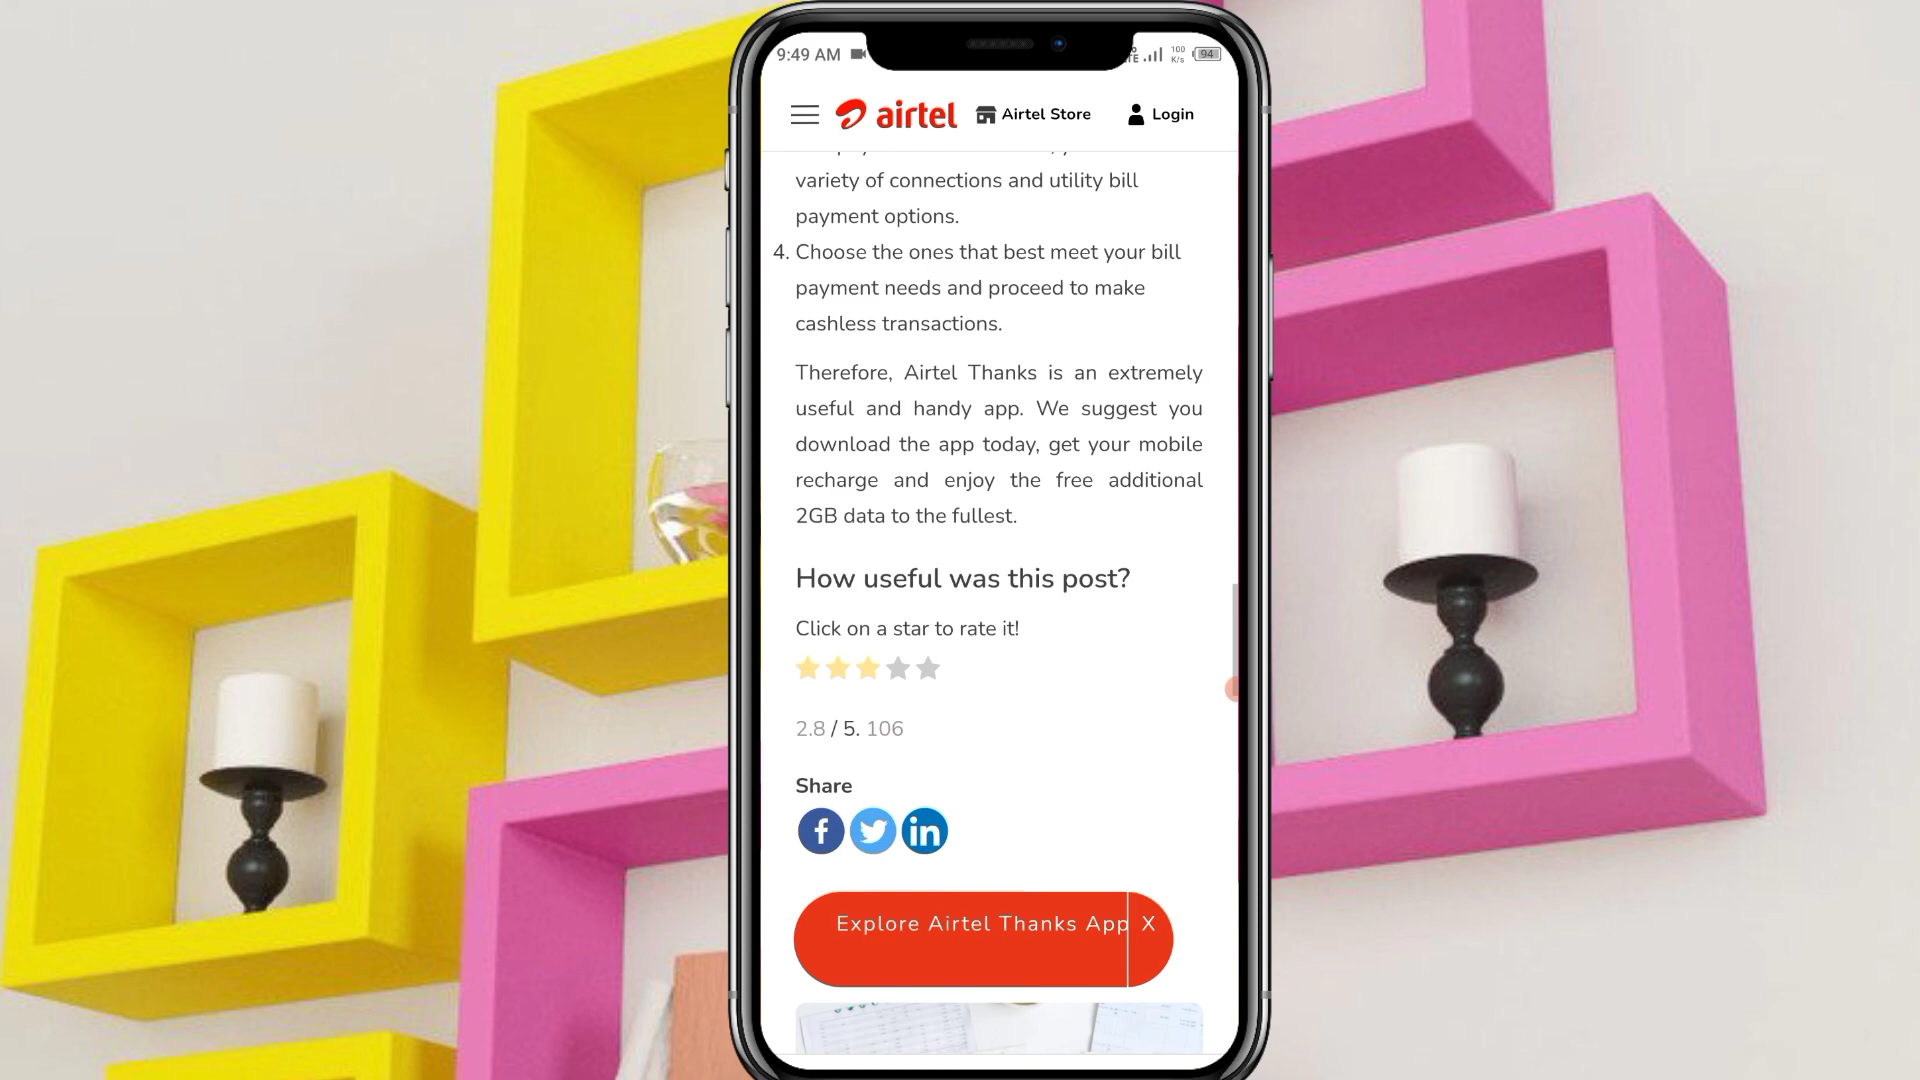 9:49 AM
100
K/s
94
airtel
Airtel Store
Login
variety of connections and utility bill
payment options.
4. Choose the ones that best meet your bill
payment needs and proceed to make
cashless transactions.
Therefore, Airtel Thanks is an extremely
useful and handy app. We suggest you
download the app today, get your mobile
recharge and enjoy the free additional
2GB data to the fullest.
How useful was this post?
Click on a star to rate it!
2.8 / 5. 106
Share
f
in
Explore Airtel Thanks App X